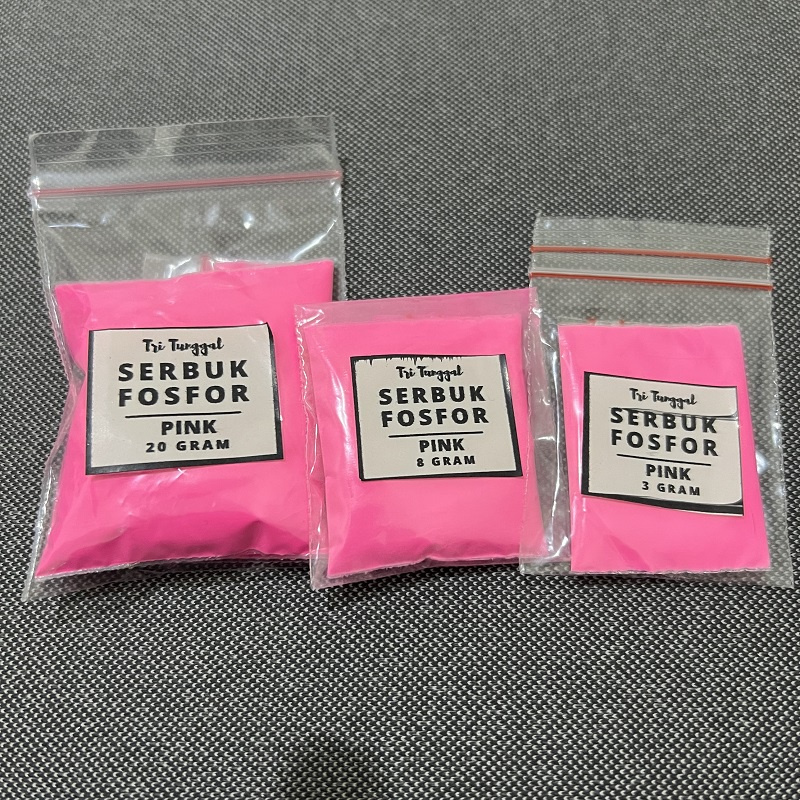 Tri Tunggal
SERBUK
FOSFOR
PINK
20 GRAM
Tri Tunggal
SERBUK
FOSFOR
PINK
8 GRAM
Tri Tunggal
SERBUK
FOSFOR
PINK
3 GRAM